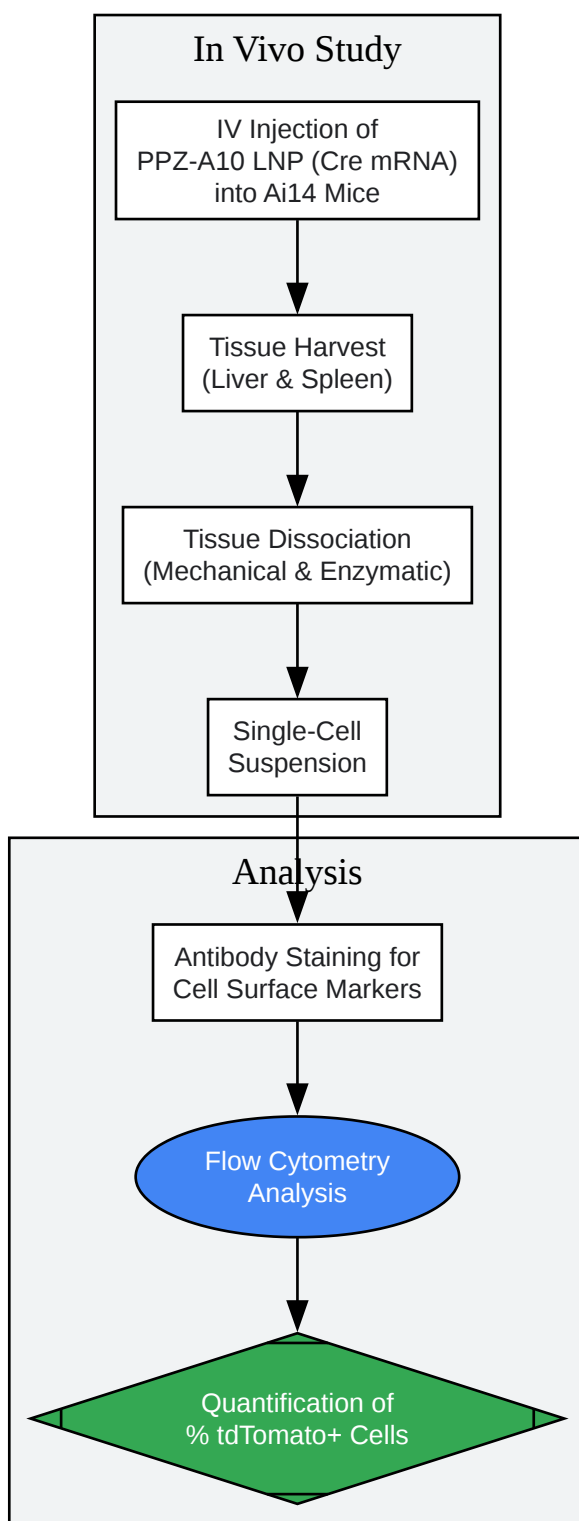 In Vivo Study
IV Injection of
PPZ-A10 LNP (Cre mRNA)
into Ai14 Mice
Tissue Harvest
(Liver & Spleen)
Tissue Dissociation
(Mechanical & Enzymatic)
Single-Cell
Suspension
Analysis
Antibody Staining for
Cell Surface Markers
Flow Cytometry
Analysis
Quantification of
% tdTomato+ Cells